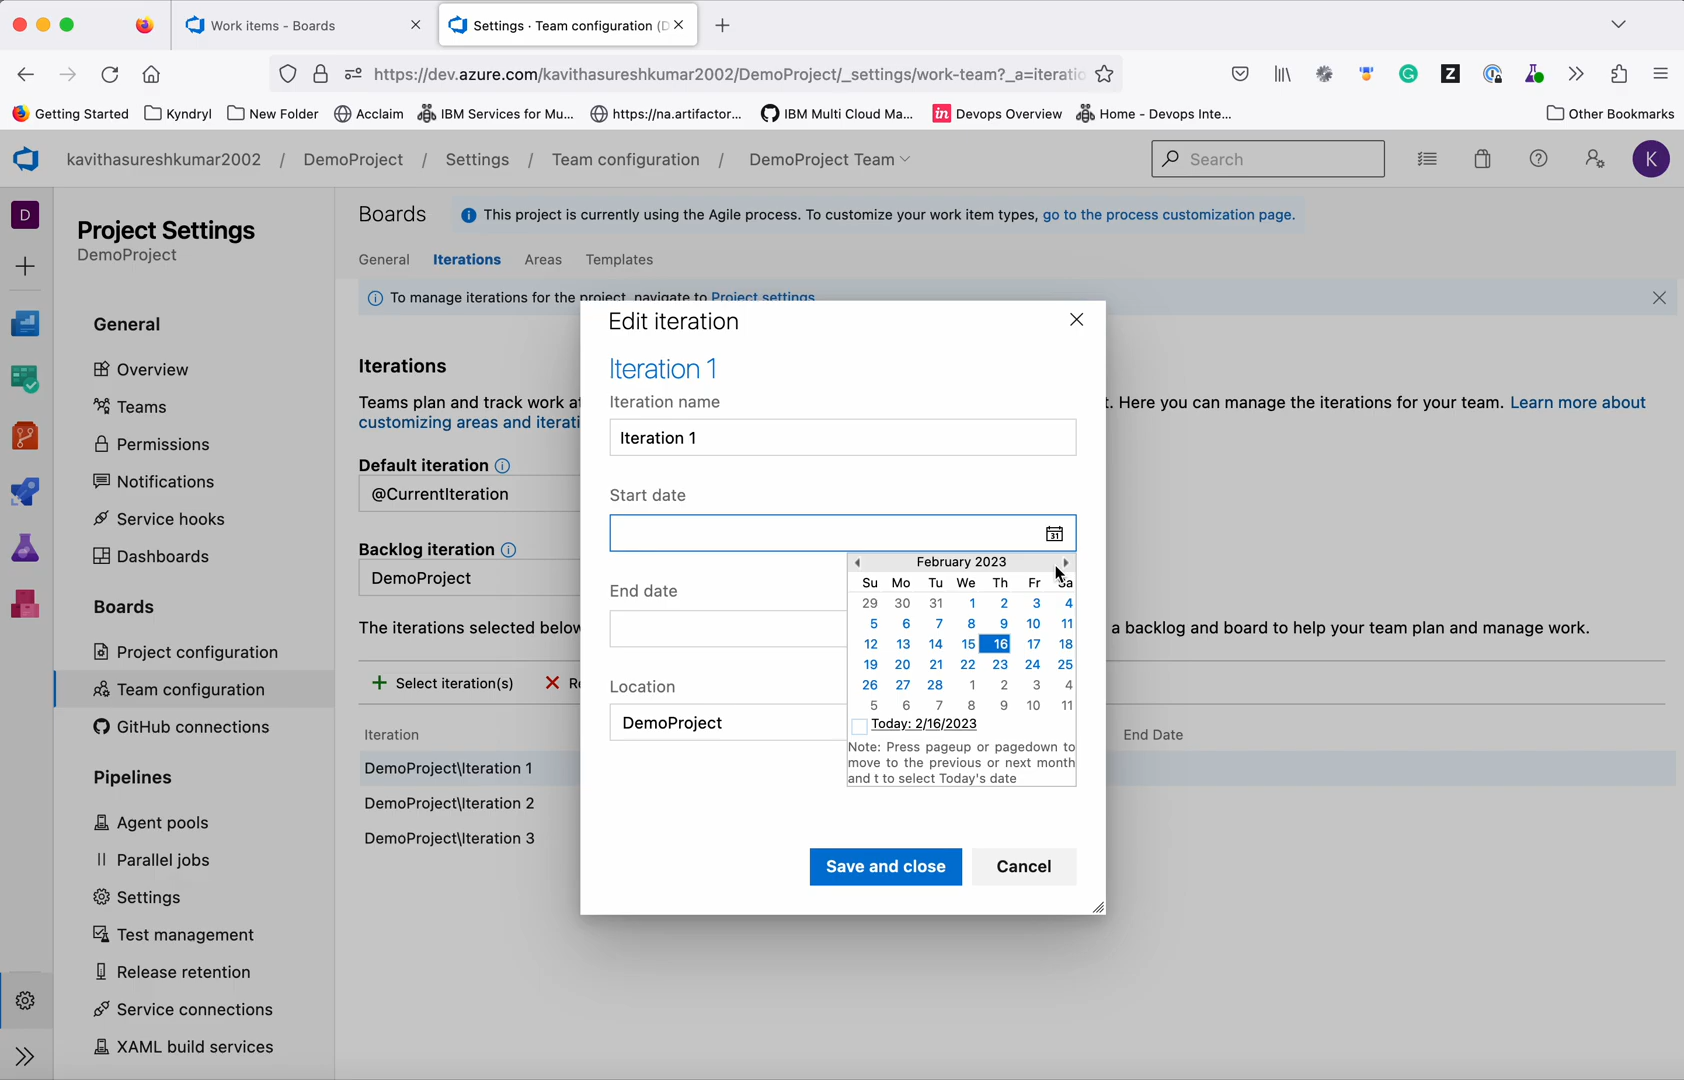 Work items - Boards
Settings · Team configuration (D
https://dev.azure.com/kavithasureshkumar2002/DemoProject/_settings/work-team?_a=iteratio
Getting Started
Kyndryl
New Folder
Acclaim
IBM Services for Mu...
https://na.artifactor...
IBM Multi Cloud Ma...
in Devops Overview
Home - Devops Inte...
Other Bookmarks
kavithasureshkumar2002 / DemoProject / Settings / Team configuration / DemoProject Team
Search
K
D
Project Settings
DemoProject
General
Overview
Teams
Permissions
Notifications
Service hooks
Dashboards
Boards
Project configuration
Team configuration
GitHub connections
Pipelines
Agent pools
Parallel jobs
Settings
Test management
Release retention
Service connections
XAML build services
Boards
This project is currently using the Agile process. To customize your work item types, go to the process customization page.
General Iterations Areas Templates
To manage iterations for the project, navigate to Project settings
Iterations
Teams plan and track work a
t. Here you can manage the iterations for your team. Learn more about
customizing areas and iterati
Default iteration
@CurrentIteration
Backlog iteration
DemoProject
The iterations selected below
a backlog and board to help your team plan and manage work.
+ Select iteration(s)
Re
Iteration
End Date
DemoProject\Iteration 1
DemoProject\Iteration 2
DemoProject\Iteration 3
Edit iteration
Iteration 1
Iteration name
Iteration 1
Start date
31
End date
Location
DemoProject
February 2023
Su Mo Tu We Th Fr Sa
29 30 31 1 2 3 4
5 6 7 8 9 10 11
12 13 14 15 16 17 18
19 20 21 22 23 24 25
26 27 28 1 2 3 4
5 6 7 8 9 10 11
Today: 2/16/2023
Note: Press pageup or pagedown to
move to the previous or next month
and t to select Today's date
Save and close
Cancel